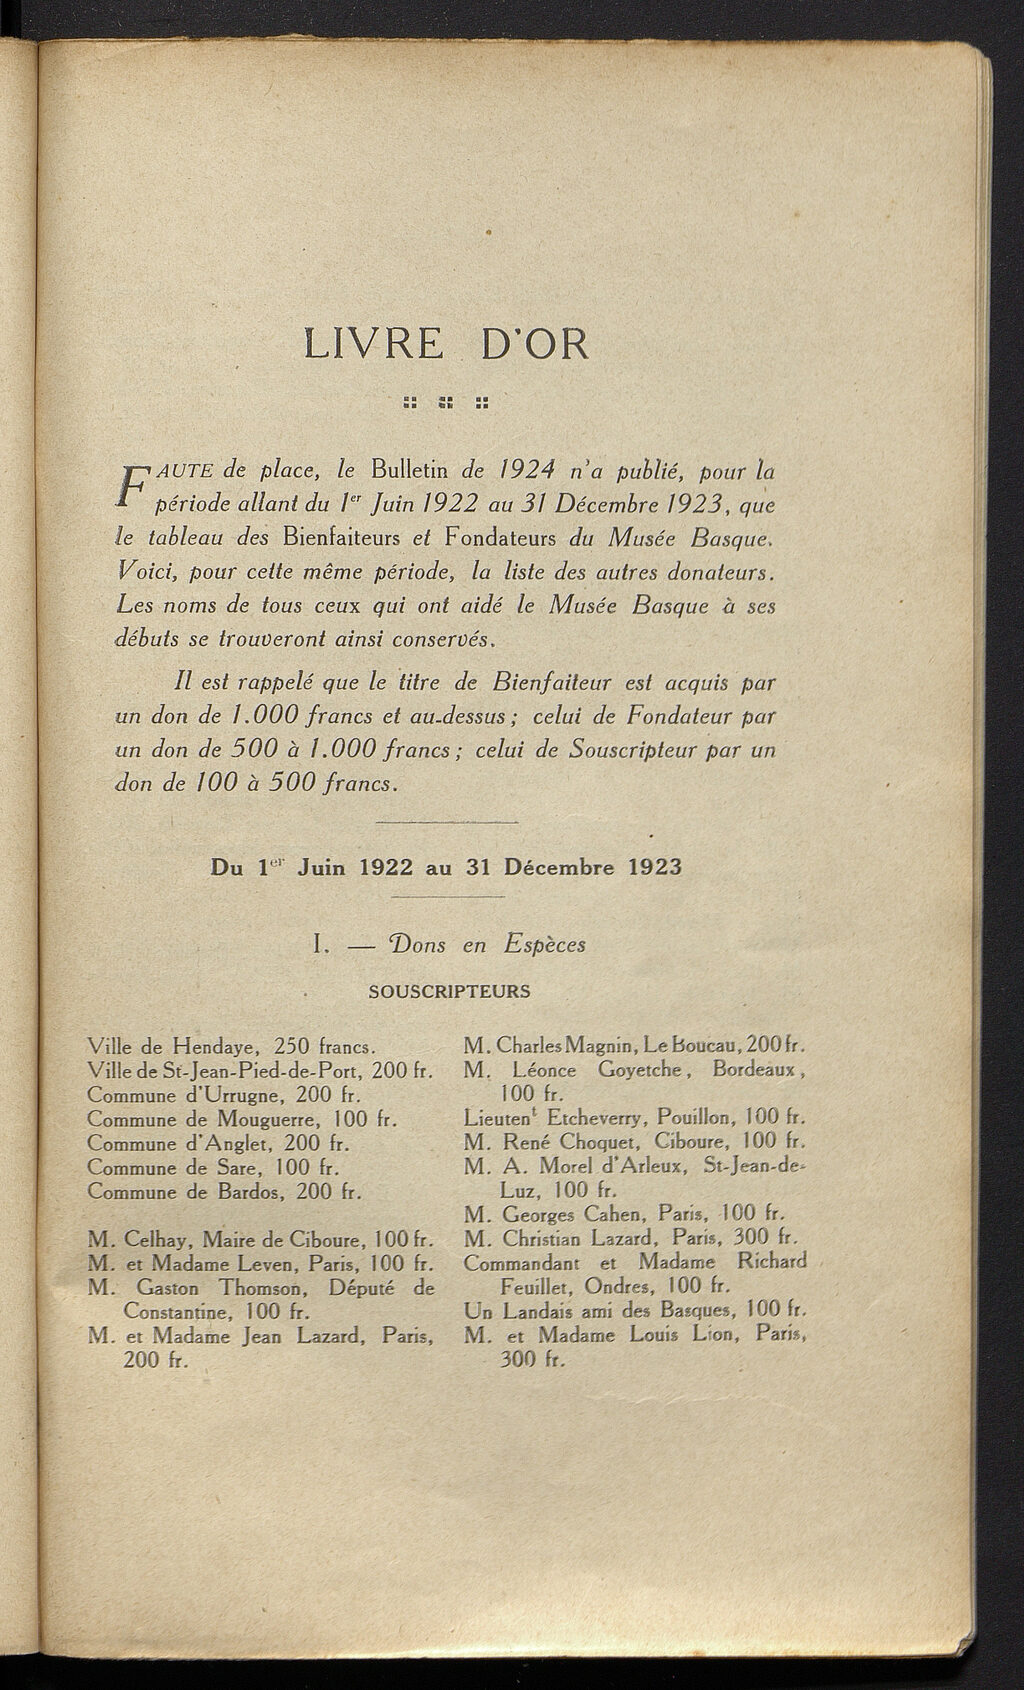 LIVRE D'OR
FAUTE de place, le Bulletin de 1924 n'a publié, pour la
période allant du 1er Juin 1922 au 31 Décembre 1923, que
le tableau des Bienfaiteurs et Fondateurs du Musée Basque.
Voici, pour cette même période, la liste des autres donateurs.
Les noms de tous ceux qui ont aidé le Musée Basque à ses
débuts se trouveront ainsi conservés.
Il est rappelé que le titre de Bienfaiteur est acquis par
un don de 1.000 francs et au-dessus ; celui de Fondateur par
un don de 500 à 1.000 francs ; celui de Souscripteur par un
don de 100 à 500 francs.
Du 1er Juin 1922 au 31 Décembre 1923
I. — Dons en Espèces
SOUSCRIPTEURS
Ville de Hendaye, 250 francs.
Ville de St-Jean-Pied-de-Port, 200 fr.
Commune d'Urrugne, 200 fr.
Commune de Mouguerre, 100 fr.
Commune d'Anglet, 200 fr.
Commune de Sare, 100 fr.
Commune de Bardos, 200 fr.
M. Celhay, Maire de Ciboure, 100 fr.
M. et Madame Leven, Paris, 100 fr.
M. Gaston Thomson, Député de
Constantine, 100 fr.
M. et Madame Jean Lazard, Paris,
200 fr.
M. Charles Magnin, Le Boucau, 200 fr.
M. Léonce Goyetche, Bordeaux,
100 fr.
Lieutent Etcheverry, Pouillon, 100 fr.
M. René Choquet, Ciboure, 100 fr.
M. A. Morel d'Arleux, St-Jean-de-
Luz, 100 fr.
M. Georges Cahen, Paris, 100 fr.
M. Christian Lazard, Paris, 300 fr.
Commandant et Madame Richard
Feuillet, Ondres, 100 fr.
Un Landais ami des Basques, 100 fr.
M. et Madame Louis Lion, Paris,
300 fr.